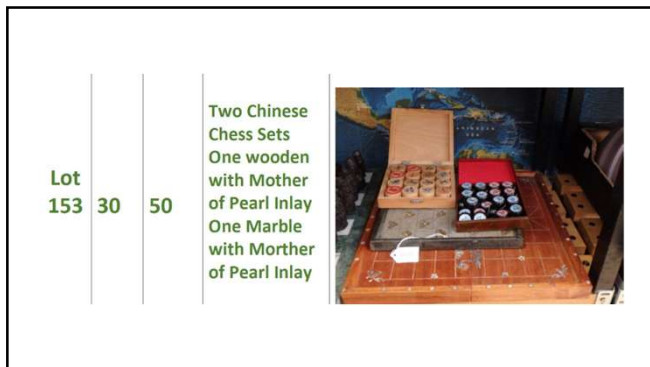 Lot
153
30
50
Two Chinese
Chess Sets
One wooden
with Mother
of Pearl Inlay
One Marble
with Morther
of Pearl Inlay